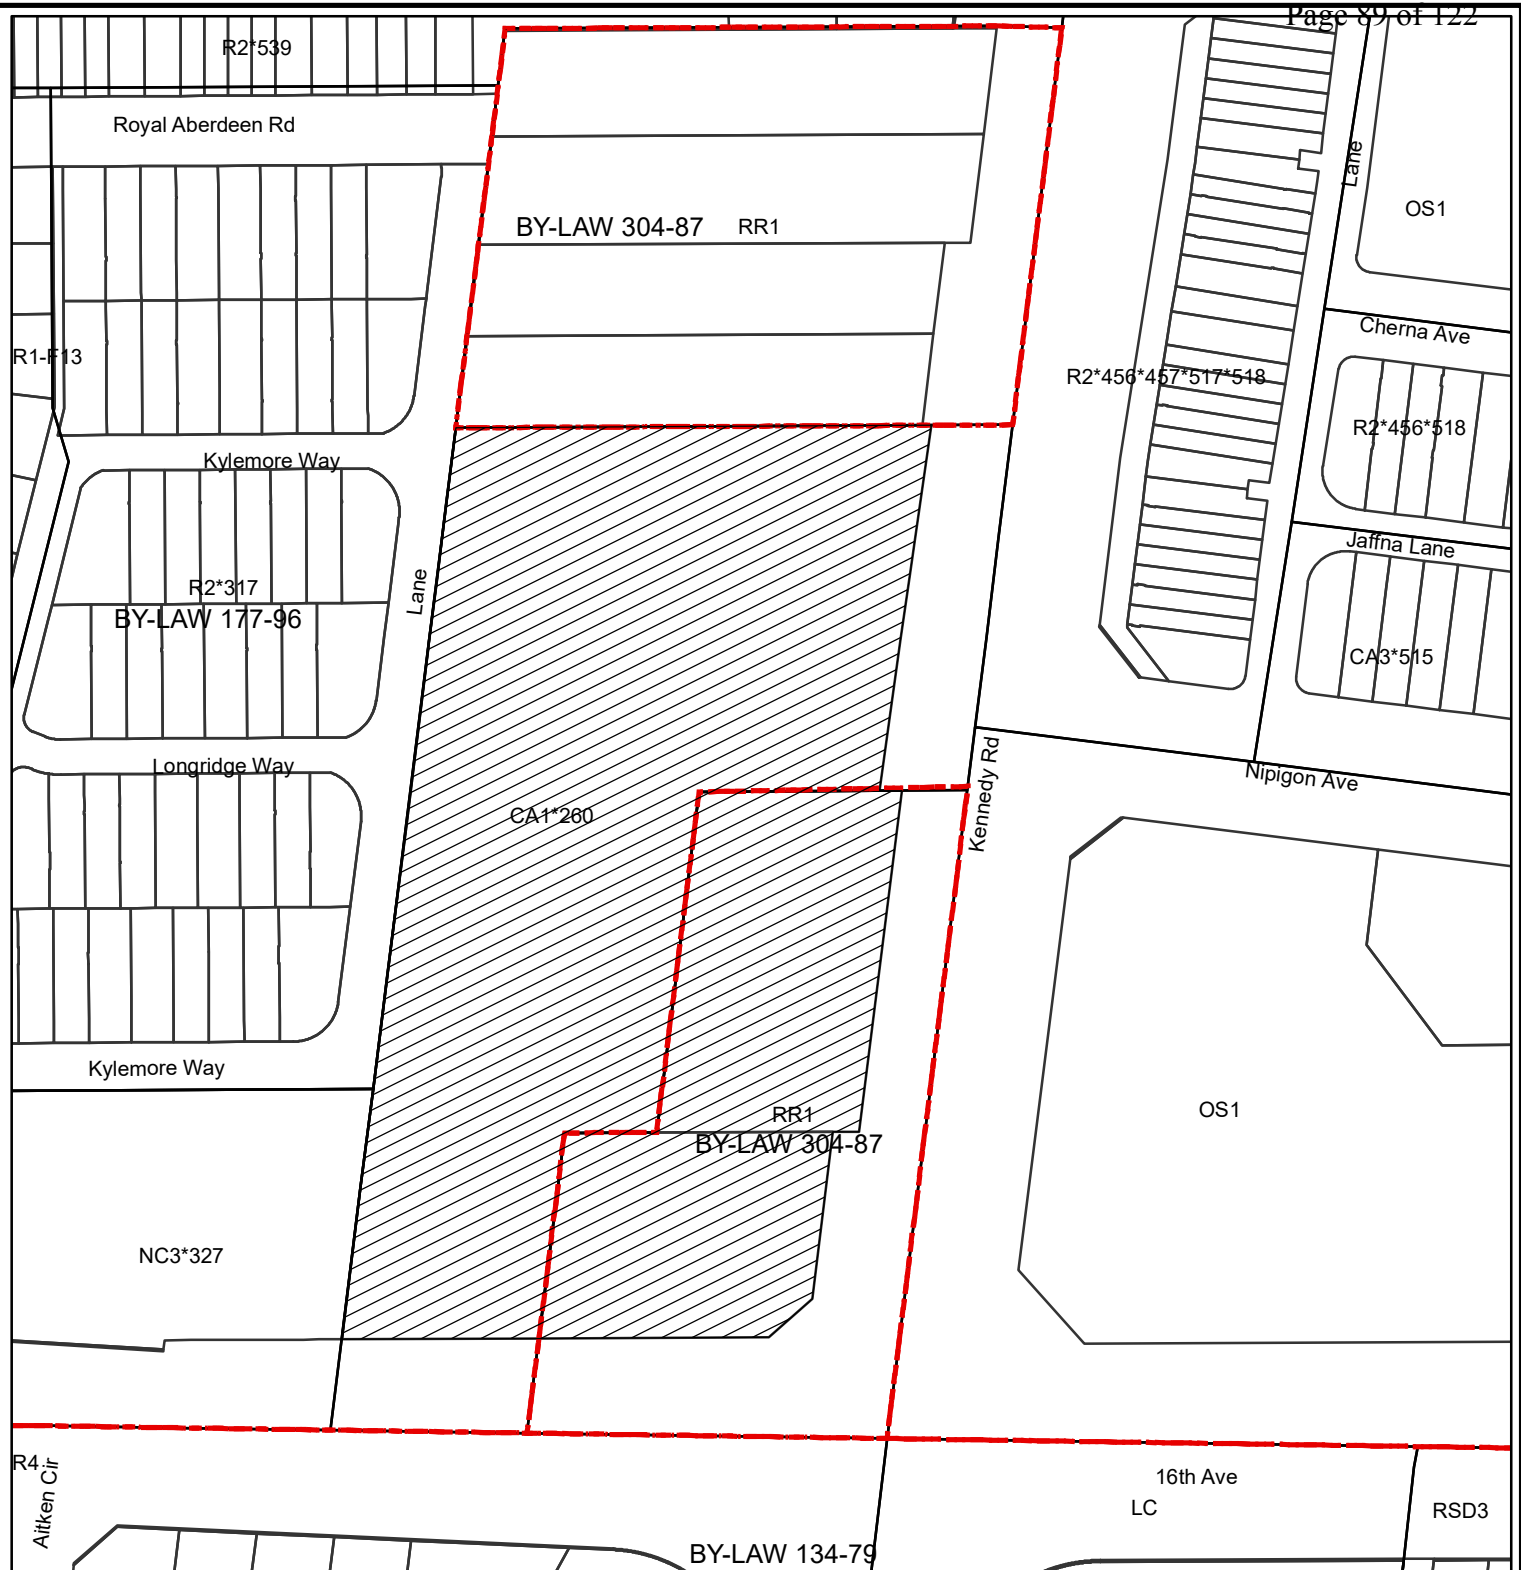 Page 89 of 122
R2*539
Royal Aberdeen Rd
Lane
OS1
BY-LAW 304-87 RR1
Cherna Ave
R1-F13
R2*456*457*517*518
R2*456*518
Kylemore Way
Jaffna Lane
R2*317
Lane
BY-LAW 177-96
CA3*515
Longridge Way
Kennedy Rd
Nipigon Ave
CA1*260
Kylemore Way
RR1
OS1
BY-LAW 304-87
NC3*327
R4
Aitken Cir
16th Ave
LC
RSD3
BY-LAW 134-79